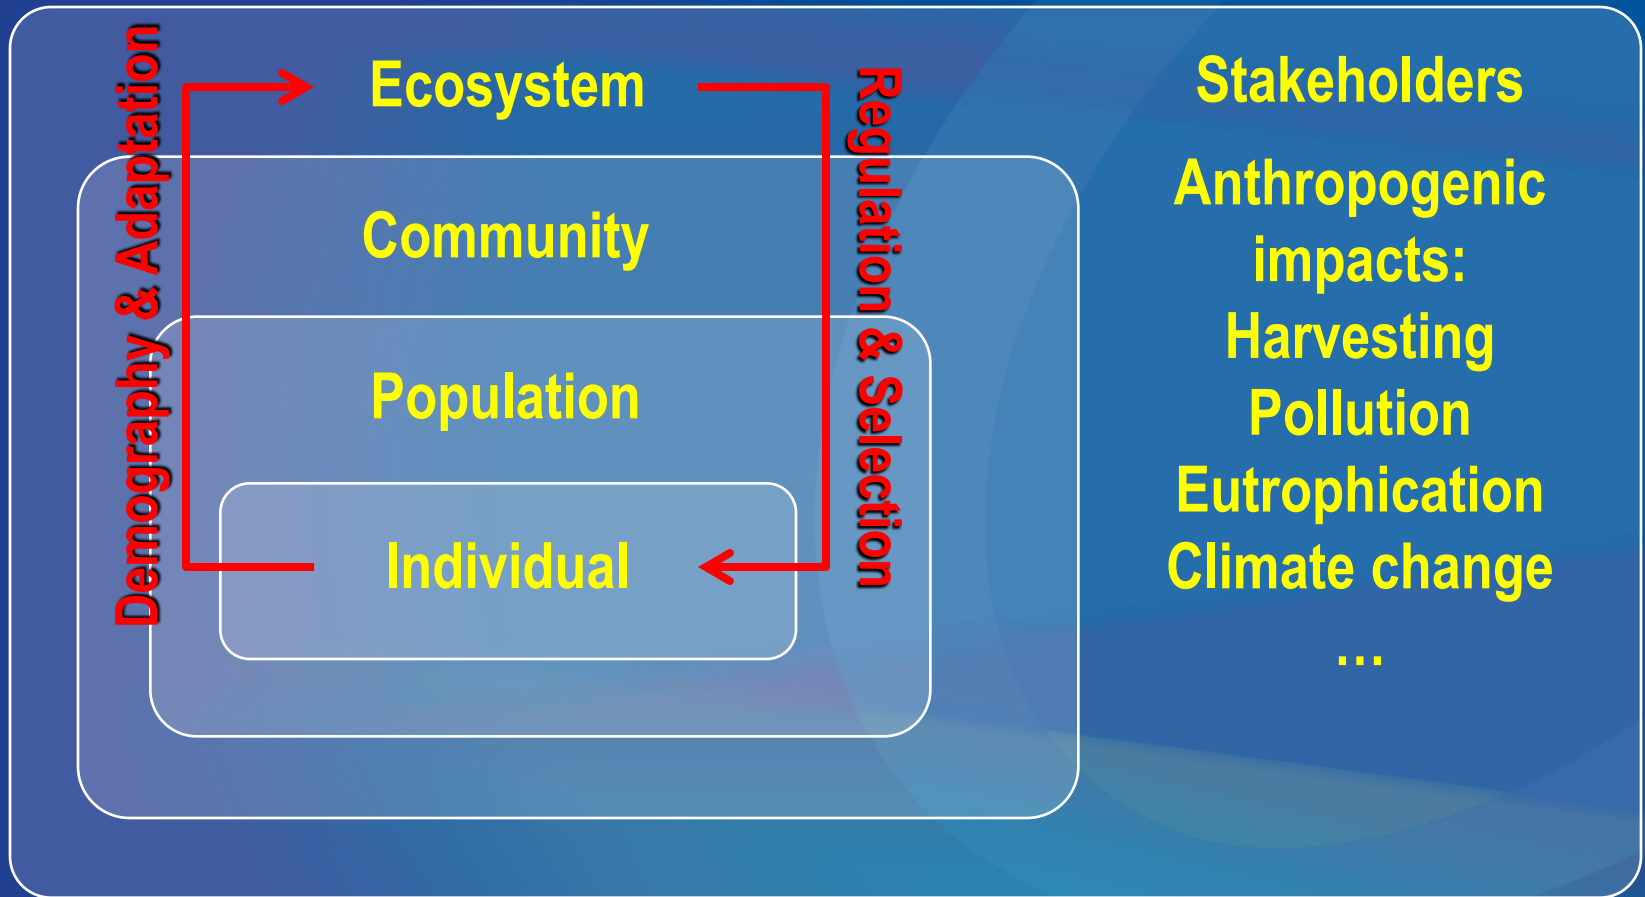 Demography & Adaptation
Ecosystem
Community
Population
Individual
Regulation & Selection
Stakeholders
Anthropogenic
impacts:
Harvesting
Pollution
Eutrophication
Climate change
…